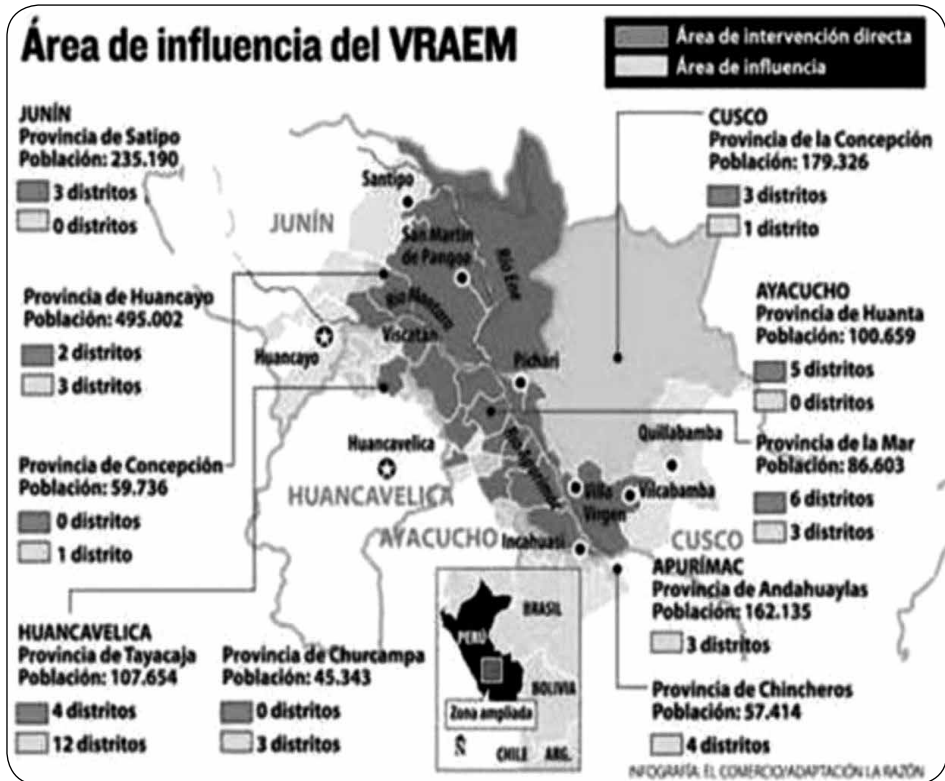 Área de influencia del VRAEM
Área de intervención directa
Área de influencia
JUNÍN
Provincia de Satipo
Población: 235.190
3 distritos
0 distritos
Provincia de Huancayo
Población: 495.002
2 distritos
3 distritos
Provincia de Concepción
Población: 59.736
0 distritos
1 distrito
HUANCAVELICA
Provincia de Tayacaja
Población: 107.654
4 distritos
12 distritos
Provincia de Churcampa
Población: 45.343
0 distritos
3 distritos
CUSCO
Provincia de la Concepción
Población: 179.326
3 distritos
1 distrito
AYACUCHO
Provincia de Huanta
Población: 100.659
5 distritos
0 distritos
Provincia de la Mar
Población: 86.603
6 distritos
3 distritos
APURÍMAC
Provincia de Andahuaylas
Población: 162.135
3 distritos
Provincia de Chincheros
Población: 57.414
4 distritos
Santipo
JUNÍN
San Martín
de Pangoa
Río Ene
Río Mantaro
Viscatán
Huancayo
Pichari
Huancavelica
HUANCAVELICA
Quillabamba
Villa
Virgen
Vilcabamba
AYACUCHO
Incahuasi
CUSCO
BRASIL
PERÚ
BOLIVIA
Zona ampliada
CHILE
ARG.
INFOGRAFÍA: EL COMERCIO/ADAPTACIÓN LA RAZÓN